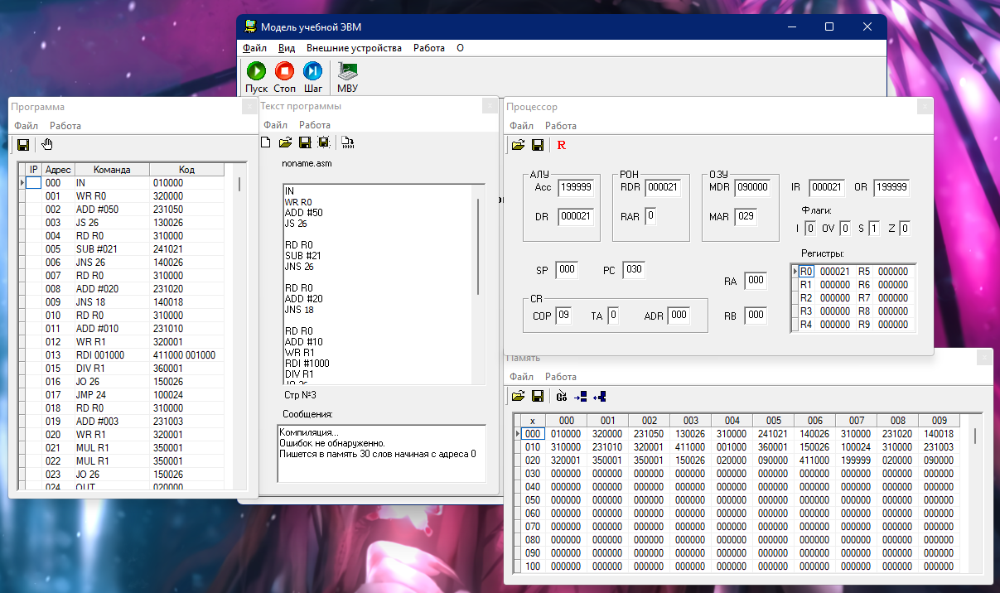 Модель учебной ЭВМ
Файл Вид Внешние устройства Работа О
Пуск Стоп Шаг МВУ
Программа
Файл Работа
IP Адрес Команда Код
000 IN 010000
001 WR R0 320000
002 ADD #050 231050
003 JS 26 130026
004 RD R0 310000
005 SUB #021 241021
006 JNS 26 140026
007 RD R0 310000
008 ADD #020 231020
009 JNS 18 140018
010 RD R0 310000
011 ADD #010 231010
012 WR R1 320001
013 RDI 001000 411000 001000
015 DIV R1 360001
016 JO 26 150026
017 JMP 24 100024
018 RD R0 310000
019 ADD #003 231003
020 WR R1 320001
021 MUL R1 350001
022 MUL R1 350001
023 JO 26 150026
024 OUT 020000
Текст программы
Файл Работа
noname.asm
IN
WR R0
ADD #50
JS 26
RD R0
SUB #21
JNS 26
RD R0
ADD #20
JNS 18
RD R0
ADD #10
WR R1
RDI #1000
DIV R1
JO 26
Стр №3
Сообщения:
Компиляция...
Ошибок не обнаруженно.
Пишется в память 30 слов начиная с адреса 0
Процессор
Файл Работа
R
АЛУ РОН ОЗУ
Acc 199999 RDR 000021 MDR 090000 IR 000021 OR 199999
DR 000021 RAR 0 MAR 029
Флаги:
I 0 OV 0 S 1 Z 0
SP 000 PC 030 RA 000
CR
COP 09 TA 0 ADR 000 RB 000
Регистры:
R0 000021 R5 000000
R1 000000 R6 000000
R2 000000 R7 000000
R3 000000 R8 000000
R4 000000 R9 000000
Память
Файл Работа
Go
x 000 001 002 003 004 005 006 007 008 009
000 010000 320000 231050 130026 310000 241021 140026 310000 231020 140018
010 310000 231010 320001 411000 001000 360001 150026 100024 310000 231003
020 320001 350001 350001 150026 020000 090000 411000 199999 020000 090000
030 000000 000000 000000 000000 000000 000000 000000 000000 000000 000000
040 000000 000000 000000 000000 000000 000000 000000 000000 000000 000000
050 000000 000000 000000 000000 000000 000000 000000 000000 000000 000000
060 000000 000000 000000 000000 000000 000000 000000 000000 000000 000000
070 000000 000000 000000 000000 000000 000000 000000 000000 000000 000000
080 000000 000000 000000 000000 000000 000000 000000 000000 000000 000000
090 000000 000000 000000 000000 000000 000000 000000 000000 000000 000000
100 000000 000000 000000 000000 000000 000000 000000 000000 000000 000000